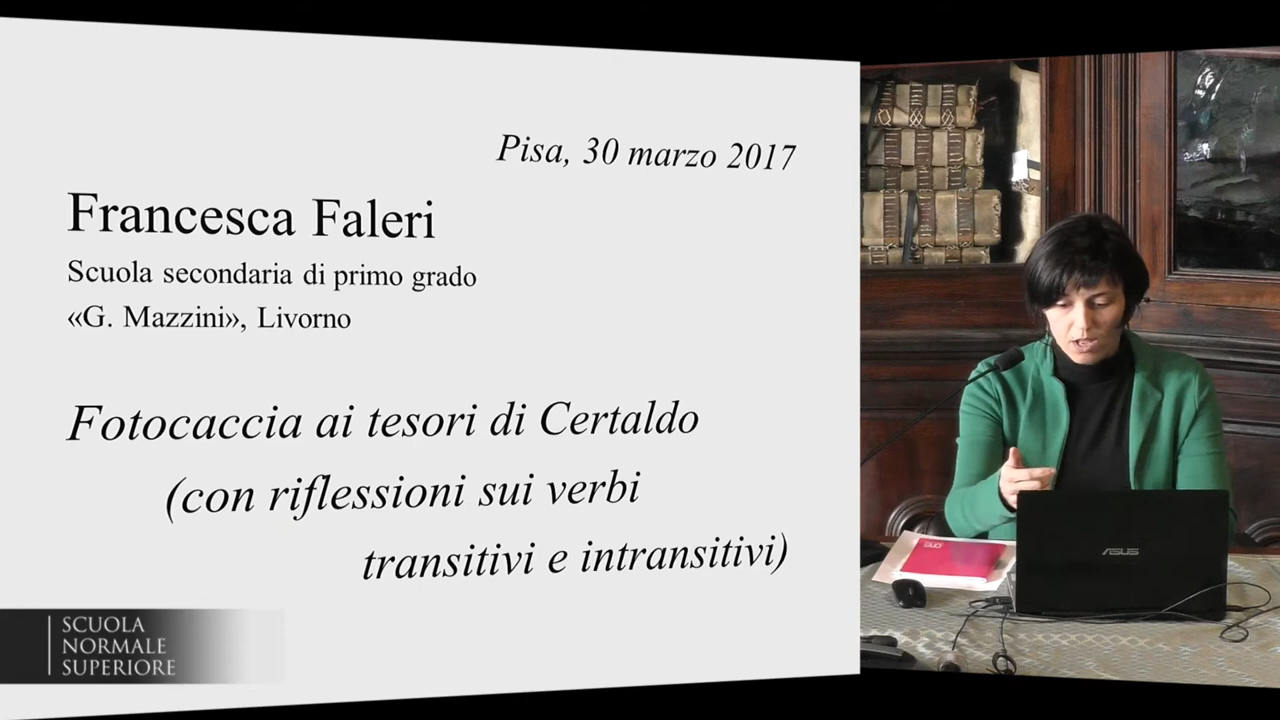 Pisa, 30 marzo 2017
Francesca Faleri
Scuola secondaria di primo grado
«G. Mazzini», Livorno
Fotocaccia ai tesori di Certaldo
(con riflessioni sui verbi
transitivi e intransitivi)
SCUOLA
NORMALE
SUPERIORE
ASUS